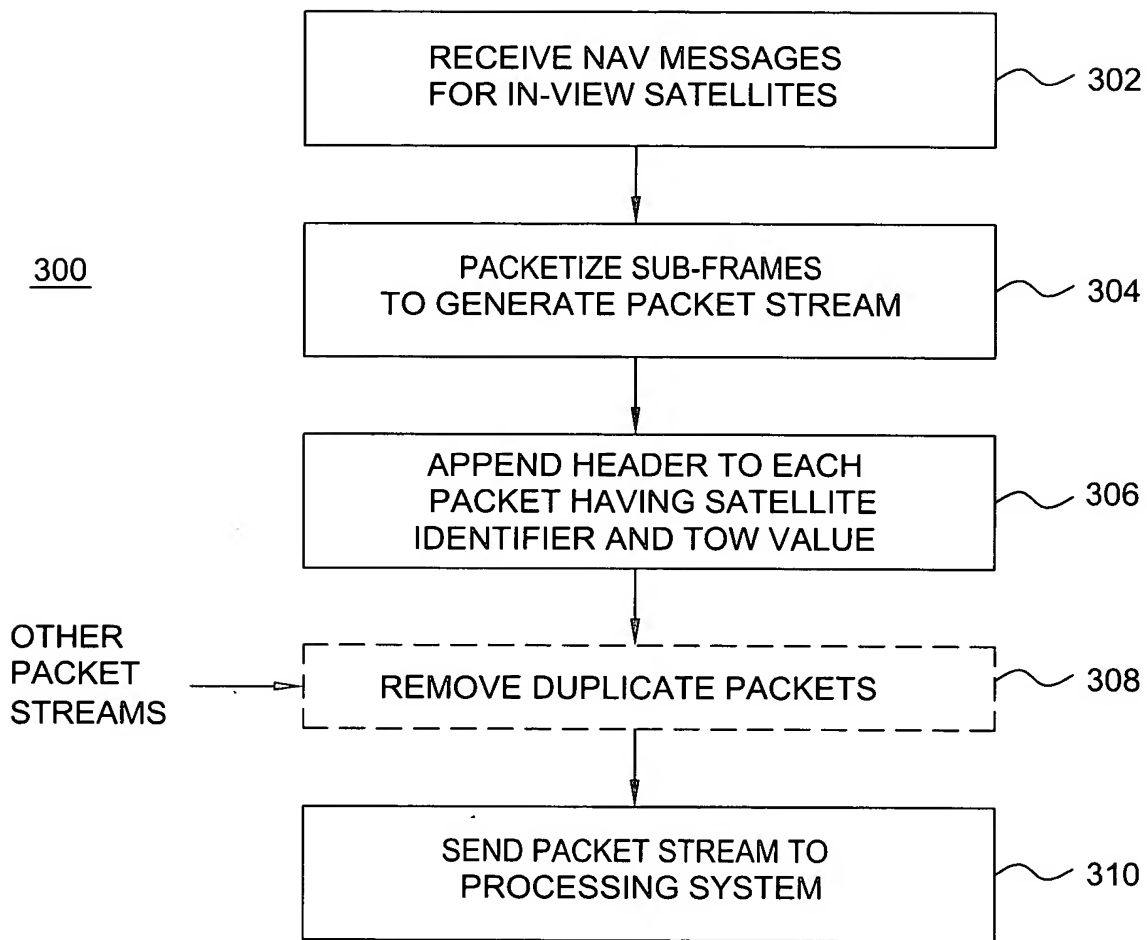 RECEIVE NAV MESSAGES
FOR IN-VIEW SATELLITES
302
300
PACKETIZE SUB-FRAMES
TO GENERATE PACKET STREAM
304
APPEND HEADER TO EACH
PACKET HAVING SATELLITE
IDENTIFIER AND TOW VALUE
306
OTHER
PACKET
STREAMS
REMOVE DUPLICATE PACKETS
308
SEND PACKET STREAM TO
PROCESSING SYSTEM
310